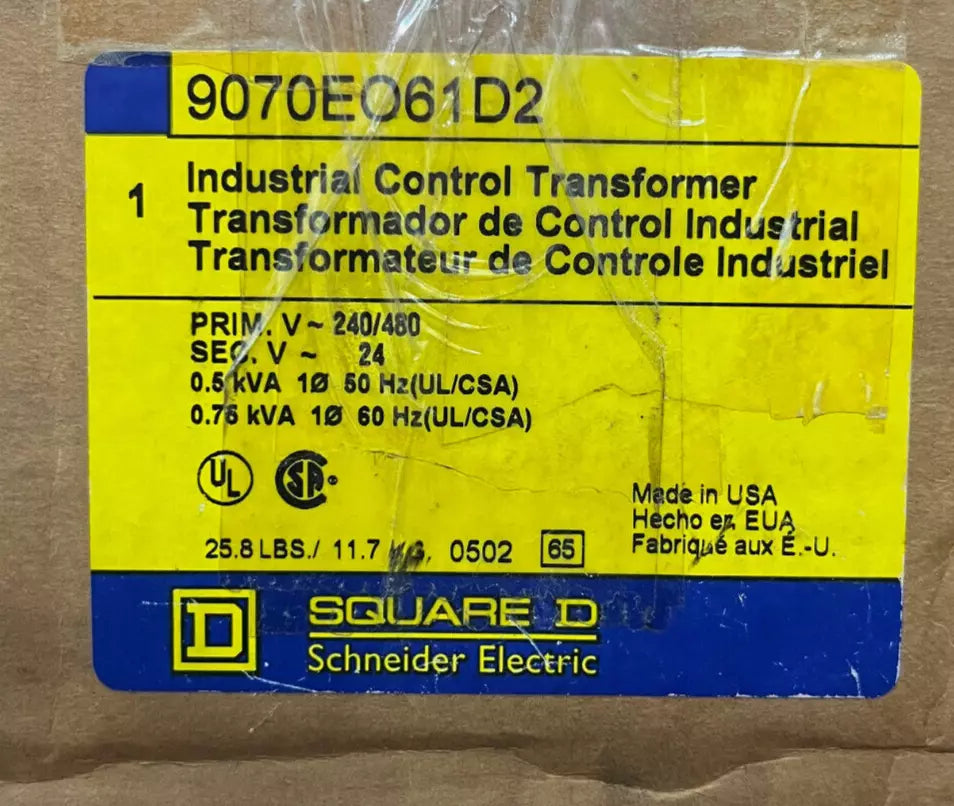 9070EO61D2
1
Industrial Control Transformer
Transformador de Control Industrial
Transformateur de Controle Industriel
PRIM. V ~ 240/480
SEC. V ~ 24
0.5 kVA 1Ø 50 Hz(UL/CSA)
0.75 kVA 1Ø 60 Hz(UL/CSA)
UL
SA
Made in USA
Hecho en EUA
Fabriqué aux É.-U.
25.8 LBS./ 11.7 KG. 0502 65
D
SQUARE D
Schneider Electric